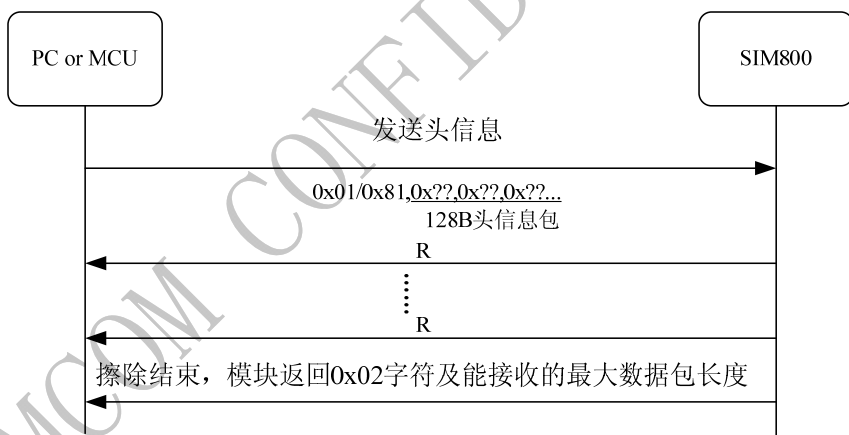 PC or MCU
SIM800
发送头信息
0x01/0x81,0x??,0x??,0x??...
128B头信息包
R
R
擦除结束，模块返回0x02字符及能接收的最大数据包长度
MCOM CONFID